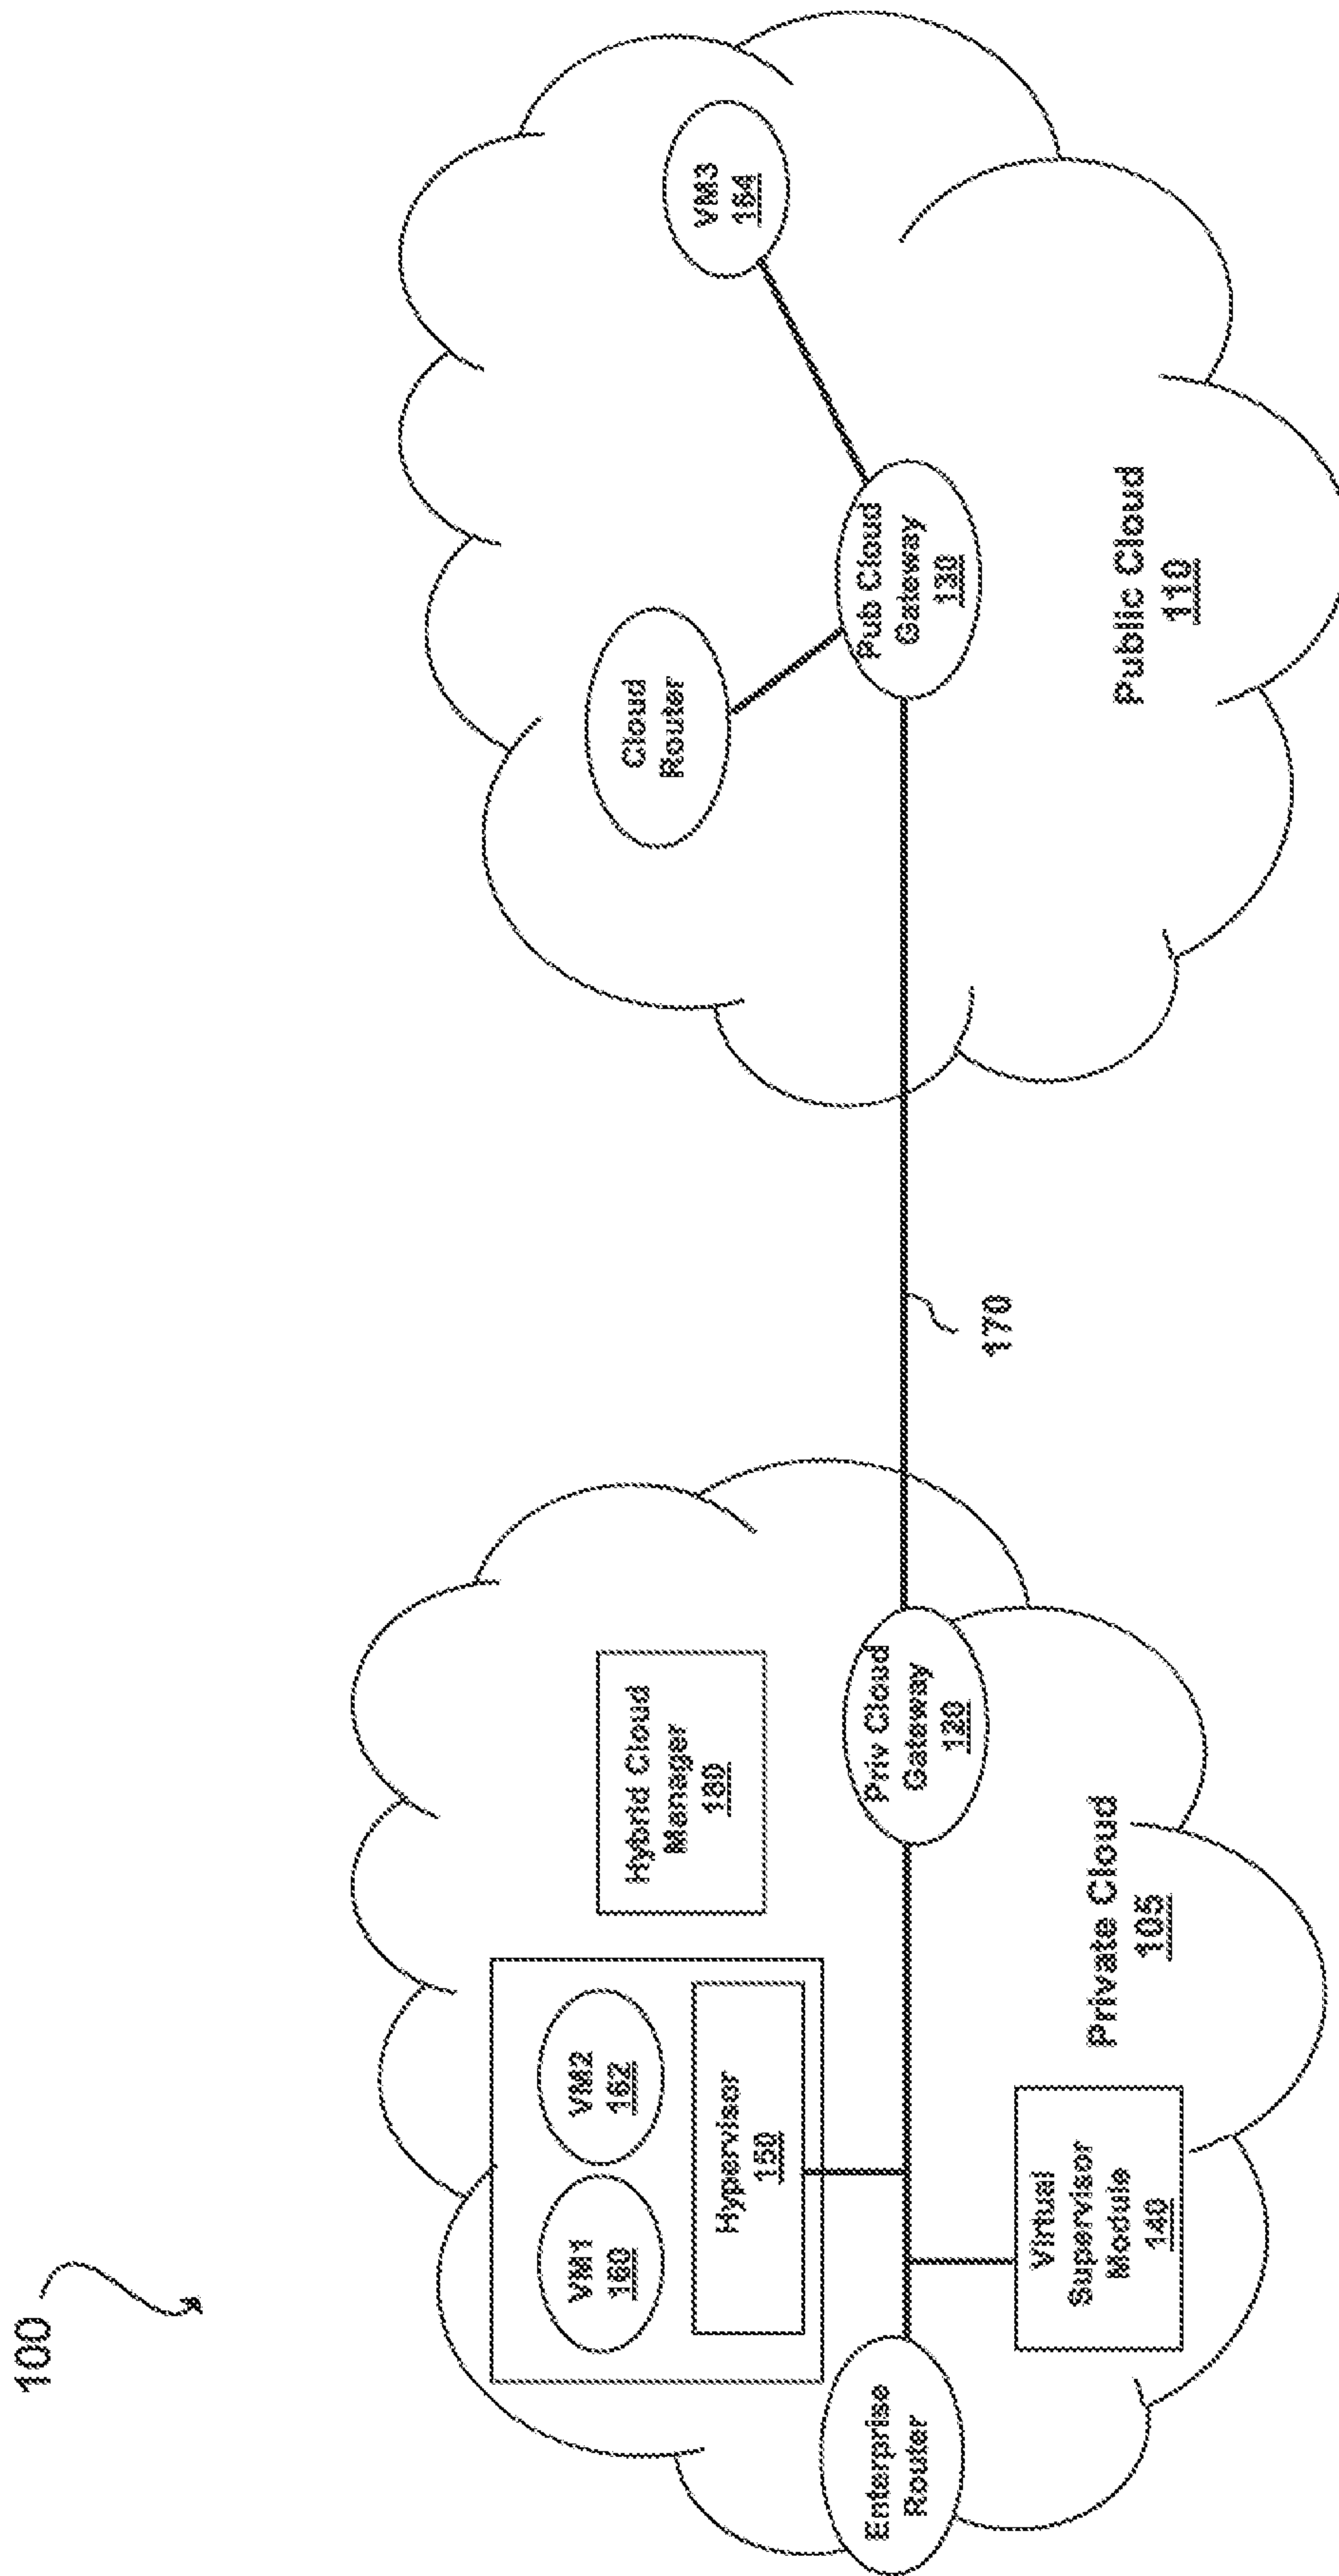 100
VM1
160
VM2
162
Hypervisor
150
Hybrid Cloud
Manager
180
Enterprise
Router
Virtual
Supervisor
Module
140
Priv Cloud
Gateway
120
Private Cloud
105
170
Cloud
Router
VM3
164
Pub Cloud
Gateway
130
Public Cloud
110